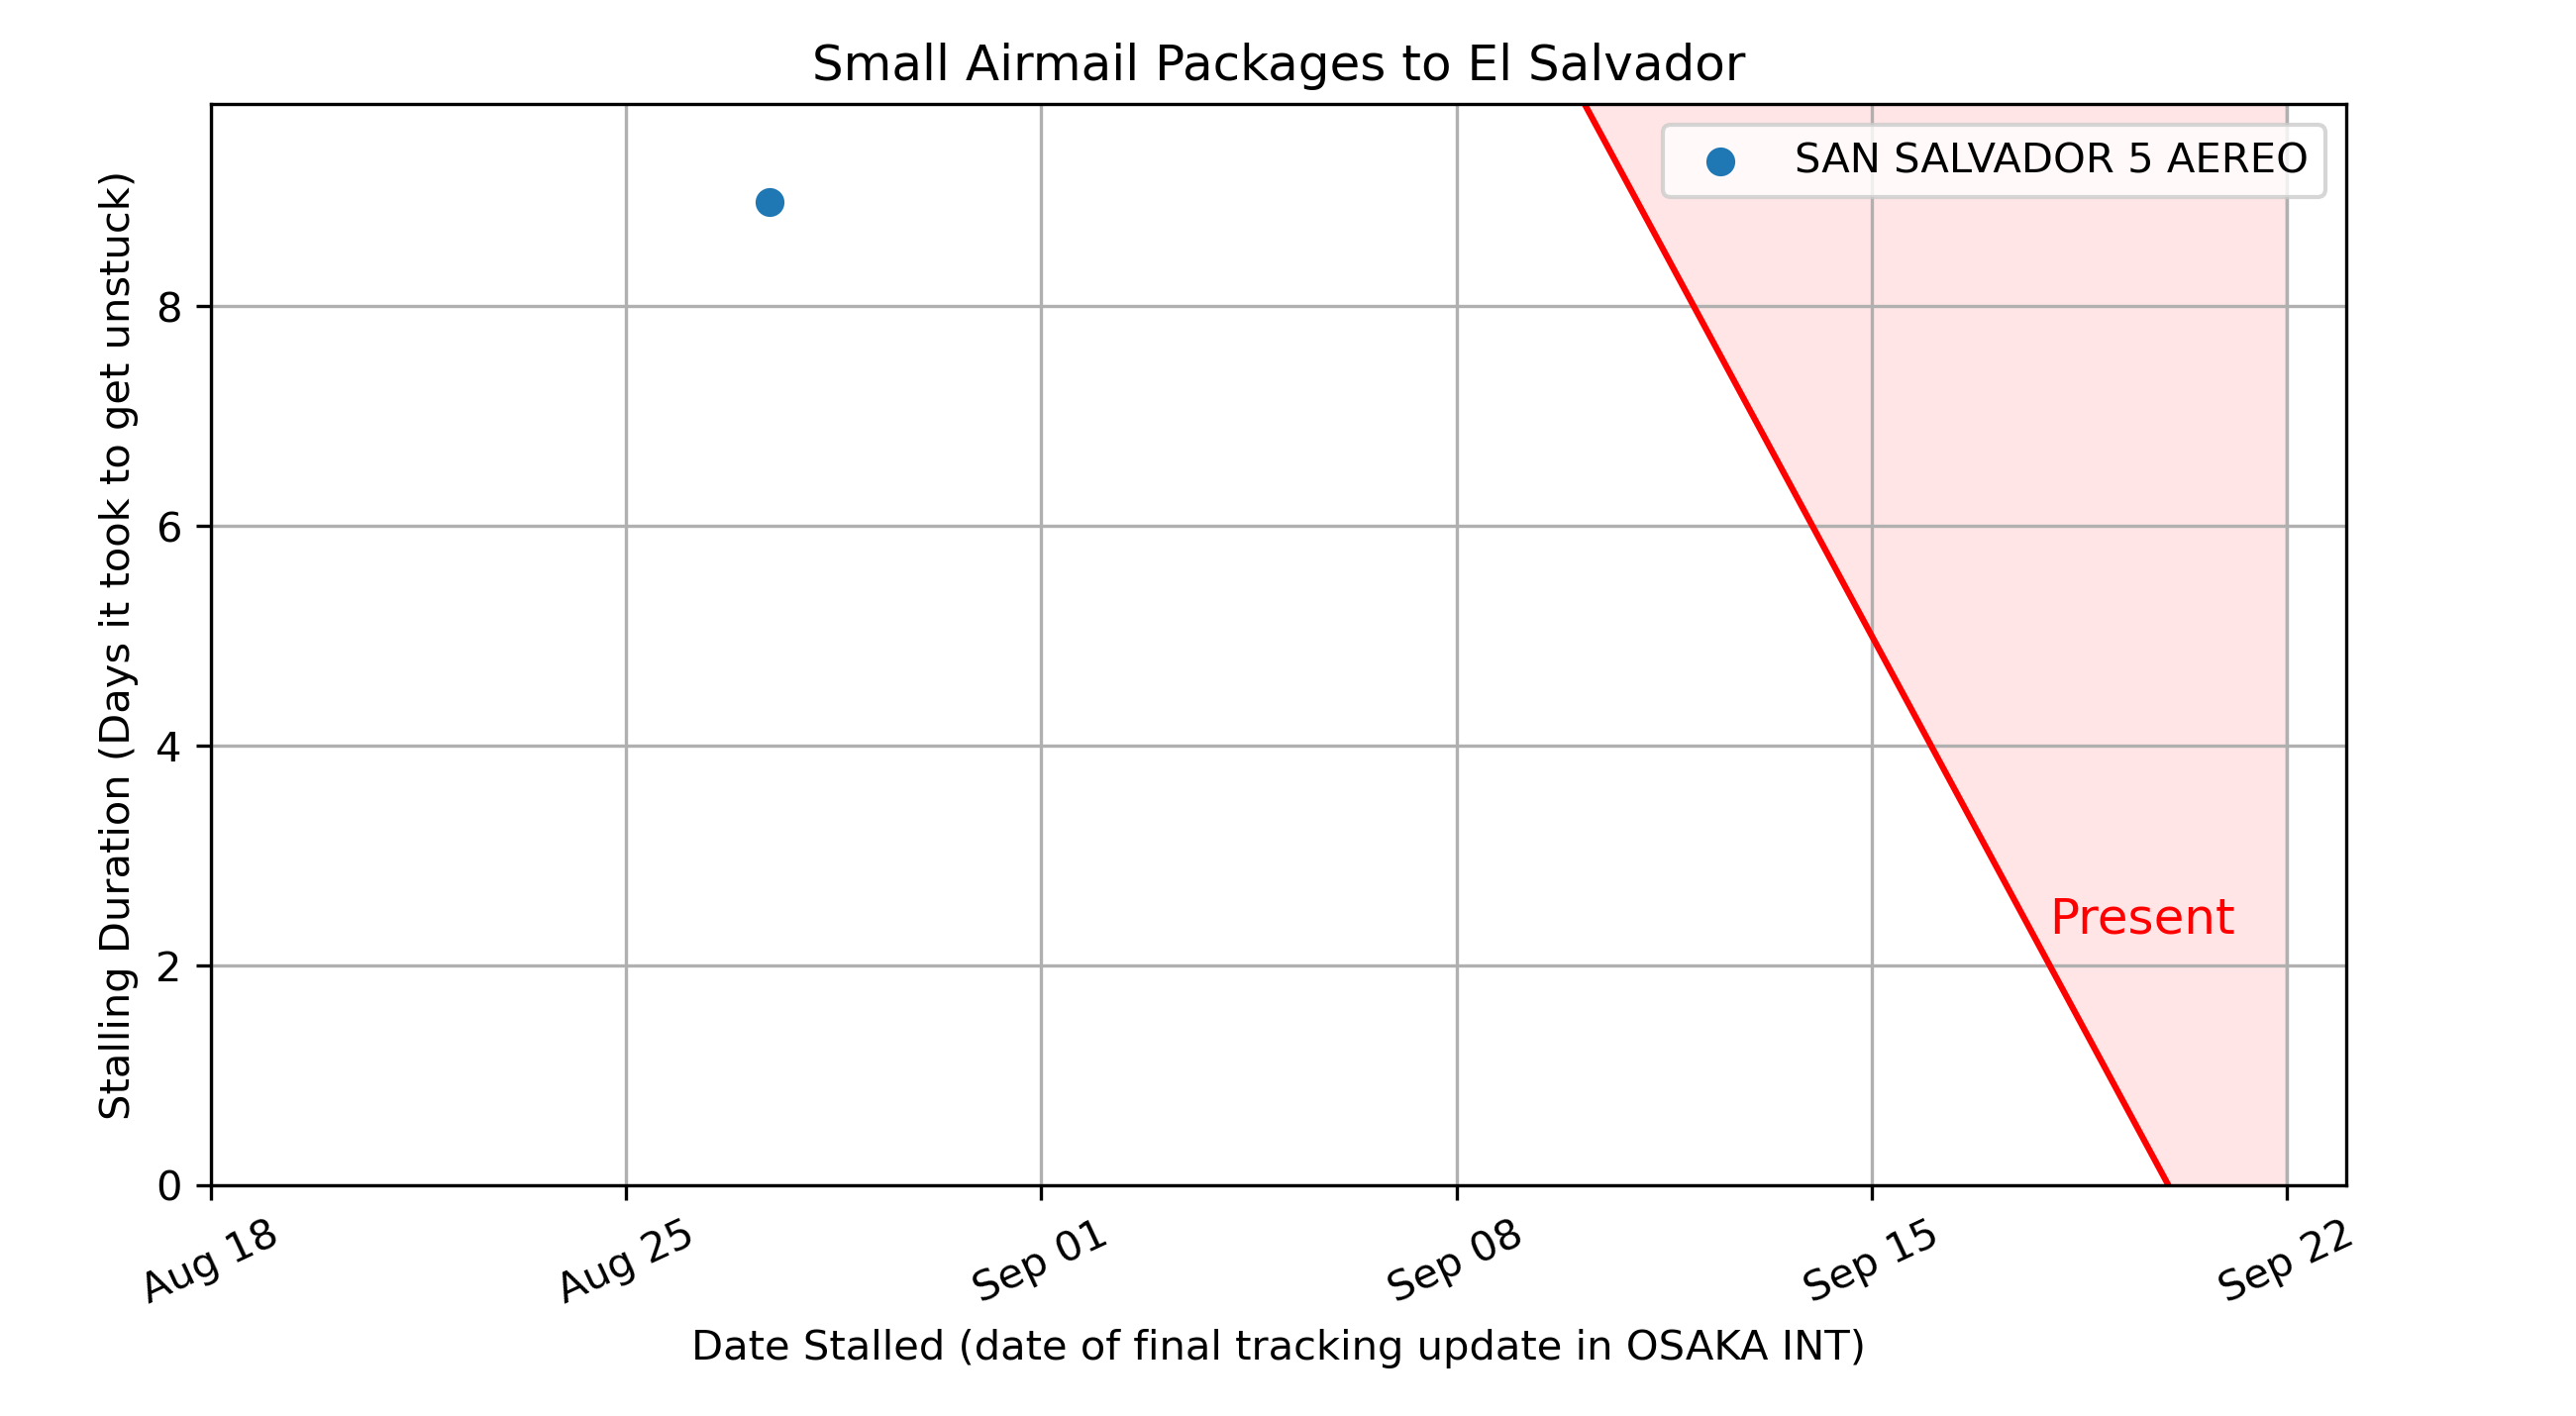 Small Airmail Packages to El Salvador
SAN SALVADOR 5 AEREO
Stalling Duration (Days it took to get unstuck)
8
6
4
2
0
Present
Aug 18
Aug 25
Sep 01
Sep 08
Sep 15
Sep 22
Date Stalled (date of final tracking update in OSAKA INT)